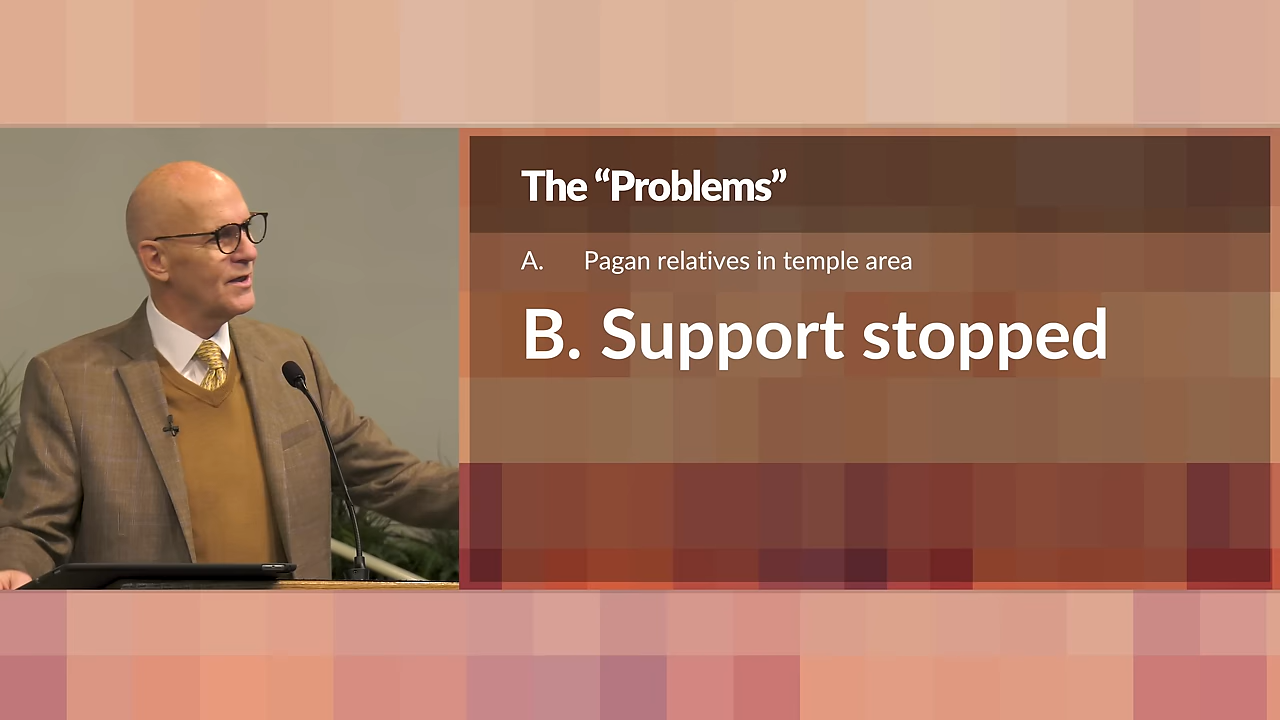 The “Problems”
A. Pagan relatives in temple area
B. Support stopped